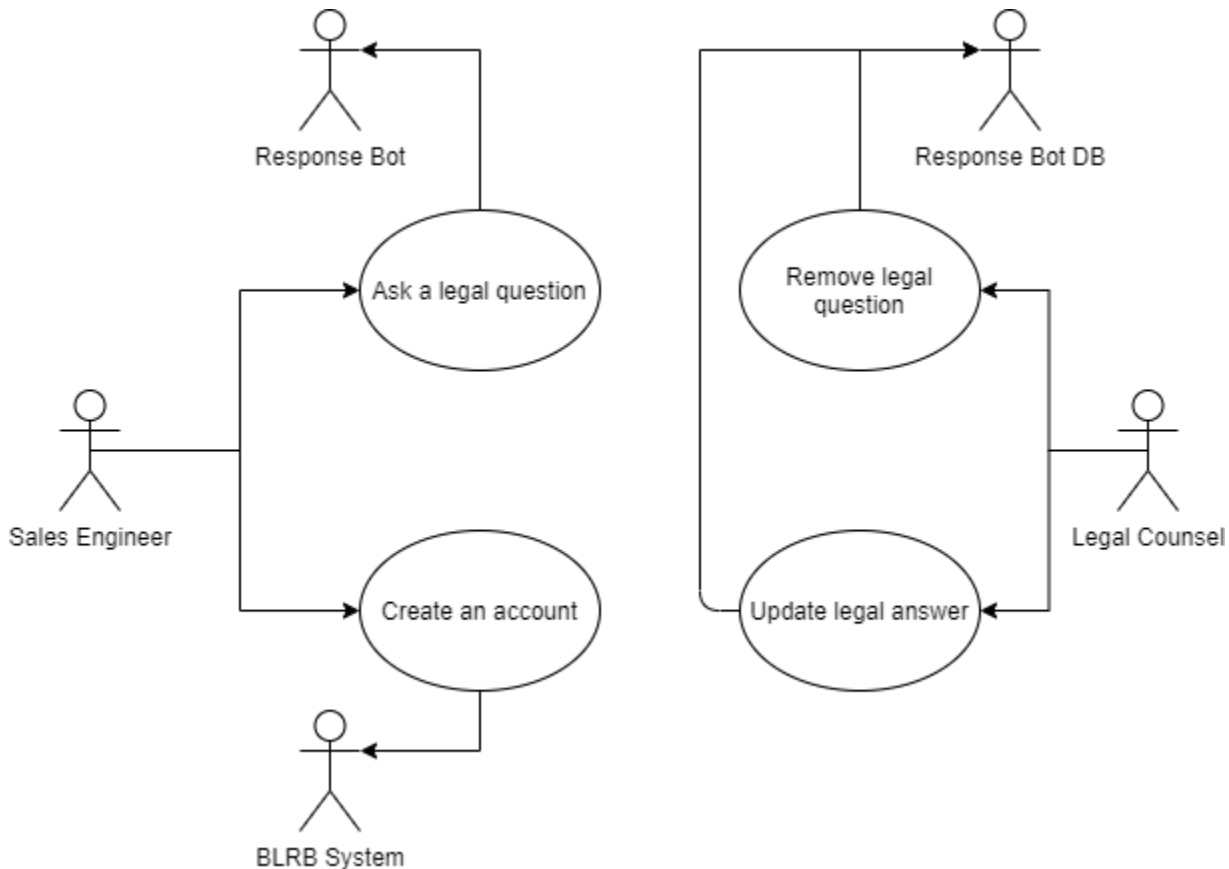 Response Bot
Response Bot DB
Ask a legal question
Remove legal
question
Sales Engineer
Legal Counsel
Create an account
Update legal answer
BLRB System